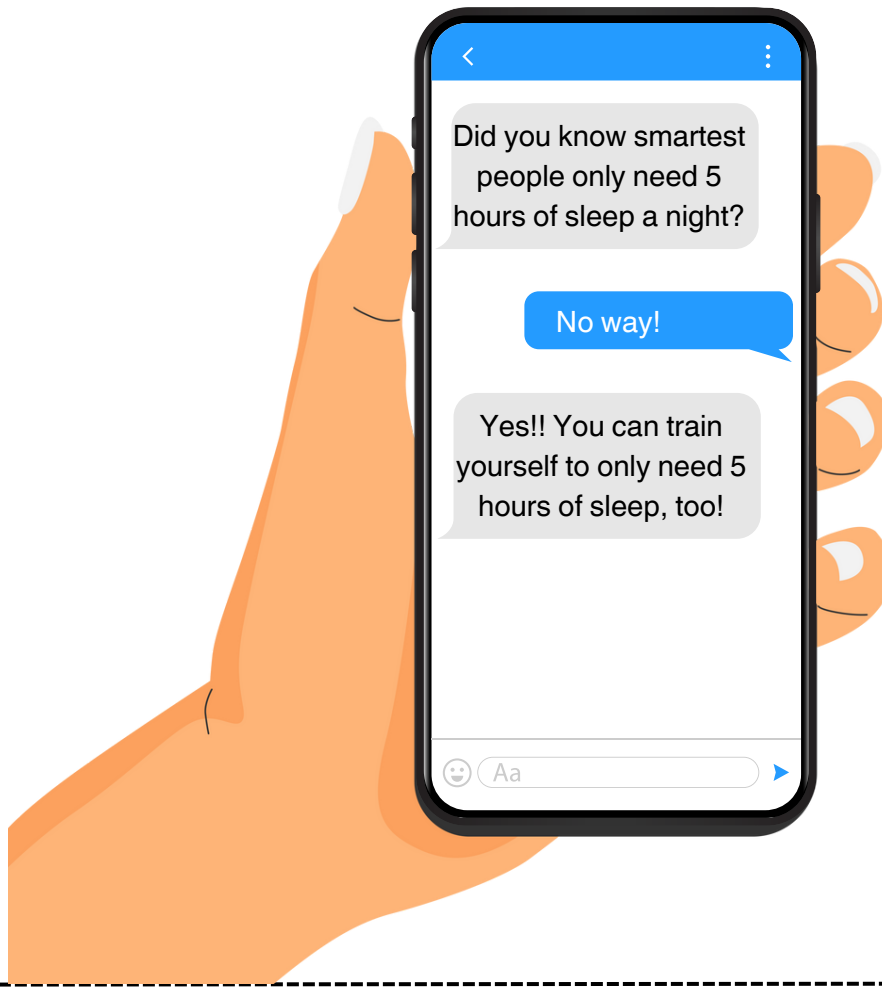 Did you know smartest
people only need 5
hours of sleep a night?
No way!
Yes!! You can train
yourself to only need 5
hours of sleep, too!
Aa